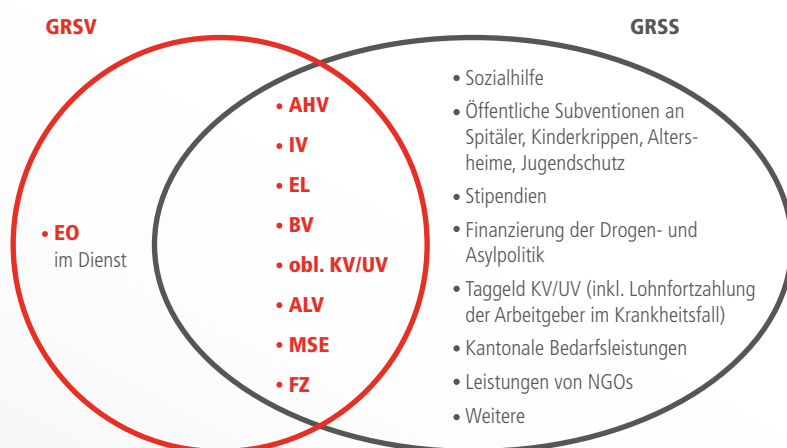 GRSV
GRSS
• EO
im Dienst
• AHV
• IV
• EL
• BV
• obl. KV/UV
• ALV
• MSE
• FZ
• Sozialhilfe
• Öffentliche Subventionen an
Spitäler, Kinderkrippen, Alters-
heime, Jugendschutz
• Stipendien
• Finanzierung der Drogen- und
Asylpolitik
• Taggeld KV/UV (inkl. Lohnfortzahlung
der Arbeitgeber im Krankheitsfall)
• Kantonale Bedarfsleistungen
• Leistungen von NGOs
• Weitere